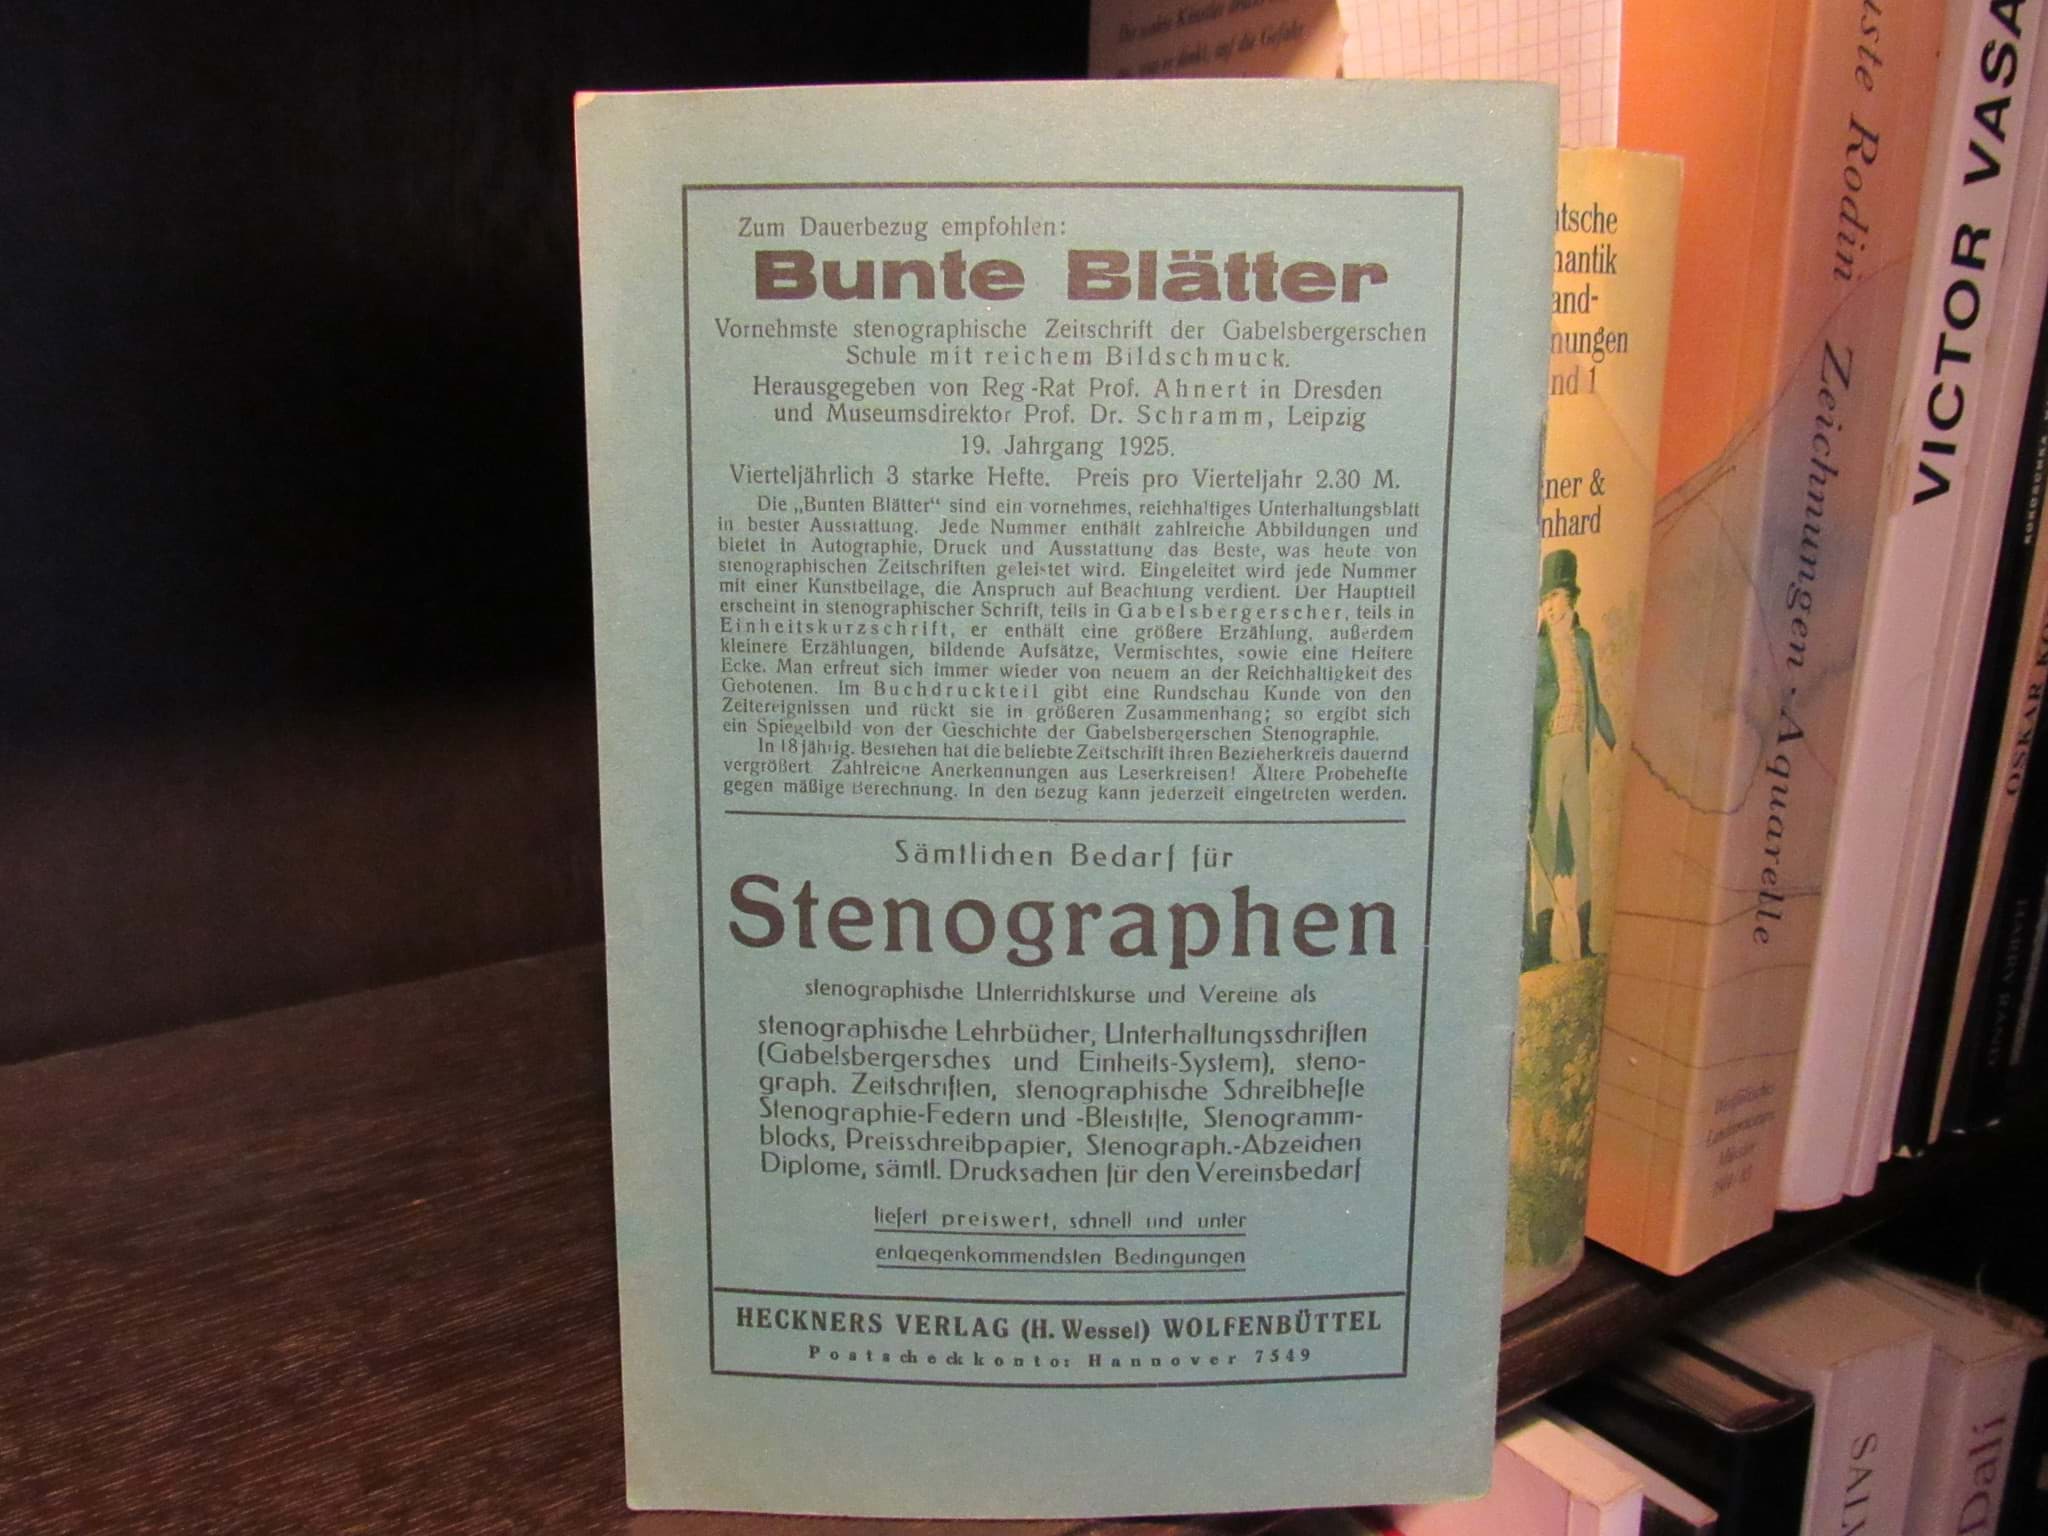 Zum Dauerbezug empfohlen:
Bunte Blätter
Vornehmste stenographische Zeitschrift der Gabelsbergerschen
Schule mit reichem Bildschmuck.
Herausgegeben von Reg -Rat Prof. Ahnert in Dresden
und Museumsdirektor Prof. Dr. Schramm, Leipzig
19. Jahrgang 1925.
Vierteljährlich 3 starke Hefte. Preis pro Vierteljahr 2.30 M.
Die „Bunten Blätter“ sind ein vornehmes, reichhaltiges Unterhaltungsblatt
in bester Ausstattung. Jede Nummer enthält zahlreiche Abbildungen und
bietet in Autographie, Druck und Ausstattung das Beste, was heute von
stenographischen Zeitschriften geleistet wird. Eingeleitet wird jede Nummer
mit einer Kunstbeilage, die Anspruch auf Beachtung verdient. Der Hauptteil
erscheint in stenographischer Schrift, teils in Gabelsbergerscher, teils in
Einheitskurzschrift, er enthält eine größere Erzählung, außerdem
kleinere Erzählungen, bildende Aufsätze, Vermischtes, sowie eine Heitere
Ecke. Man erfreut sich immer wieder von neuem an der Reichhaltigkeit des
Gebotenen. Im Buchdruckteil gibt eine Rundschau Kunde von den
Zeitereignissen und rückt sie in größeren Zusammenhang; so ergibt sich
ein Spiegelbild von der Geschichte der Gabelsbergerschen Stenographie.
In 18jährig. Bestehen hat die beliebte Zeitschrift ihren Bezieherkreis dauernd
vergrößert Zahlreiche Anerkennungen aus Leserkreisen! Ältere Probehefte
gegen mäßige Berechnung. In den Bezug kann jederzeit eingetreten werden.
Sämtlichen Bedarf für
Stenographen
stenographische Unterrichtskurse und Vereine als
stenographische Lehrbücher, Unterhaltungsschriften
(Gabelsbergersches und Einheits-System), steno-
graph. Zeitschriften, stenographische Schreibhefte
Stenographie-Federn und -Bleistifte, Stenogramm-
blocks, Preisschreibpapier, Stenograph.-Abzeichen
Diplome, sämtl. Drucksachen für den Vereinsbedarf
liefert preiswert, schnell und unter
entgegenkommendsten Bedingungen
HECKNERS VERLAG (H. Wessel) WOLFENBÜTTEL
Postscheckkonto: Hannover 7549
tsche
nantik
and-
nungen
nd 1
ner &
nhard
uste Rodin Zeichnungen · Aquarelle
VICTOR VASA
OSKAR KO
Dalí